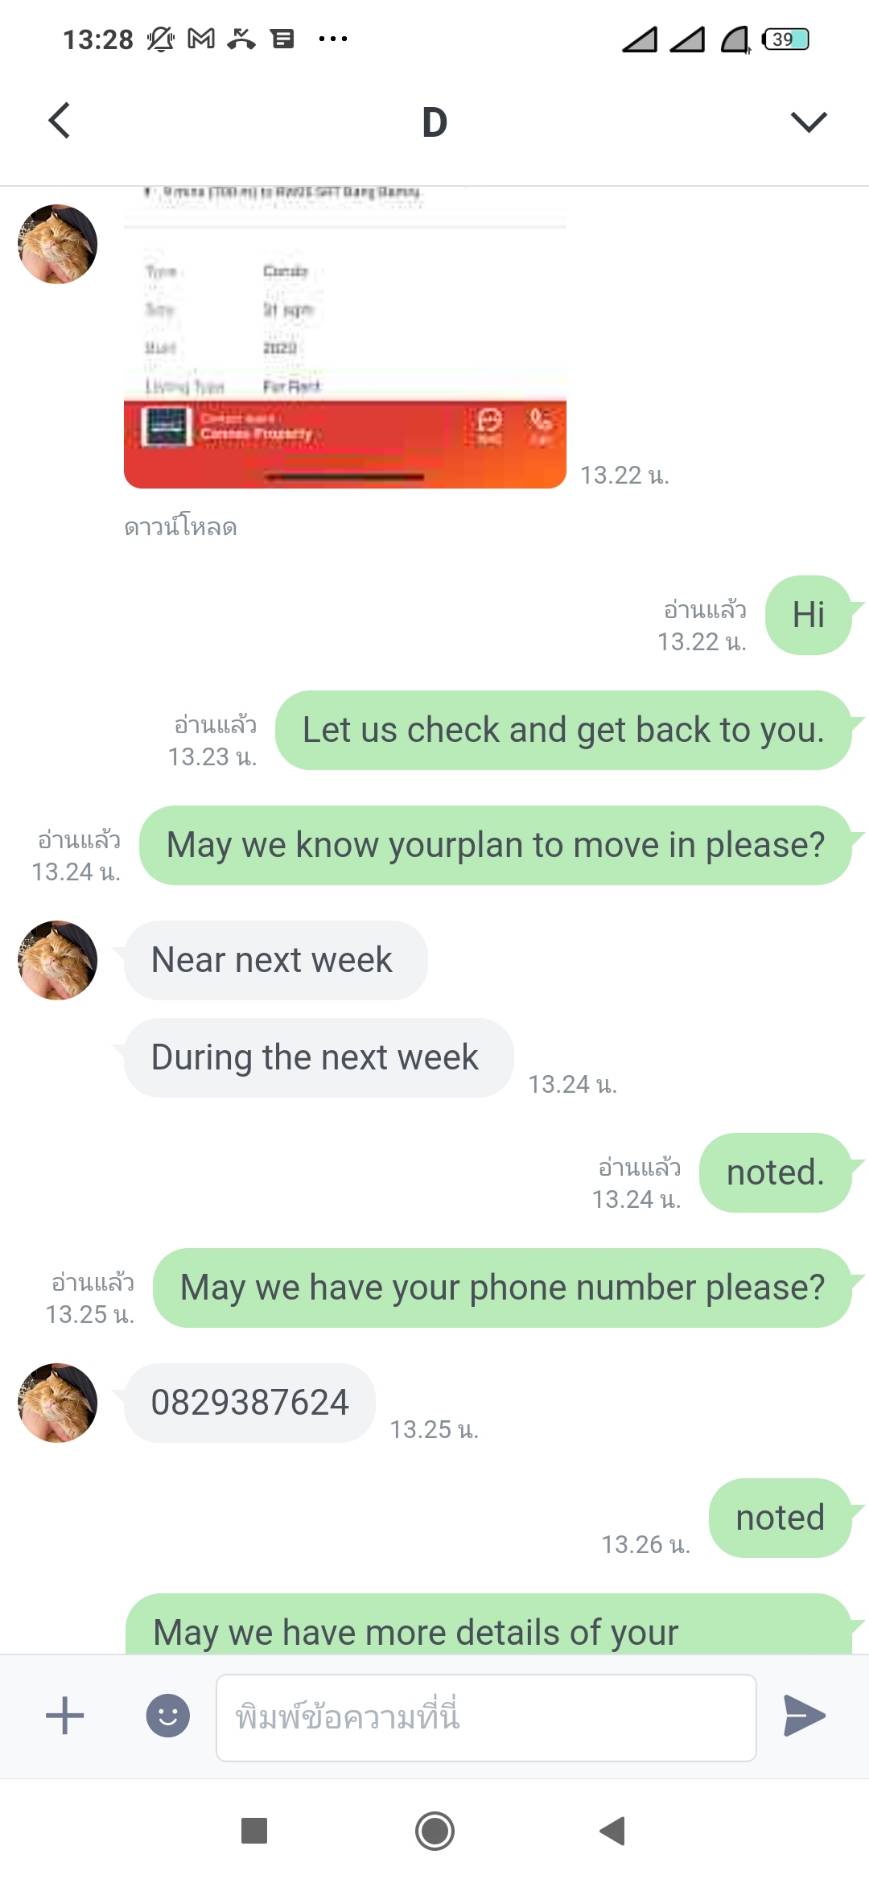 13:28
39
D
Type Condo
31 sqm
Built 2020
Living Type For Rent
Property
13.22 น.
ดาวน์โหลด
อ่านแล้ว
13.22 น.
Hi
อ่านแล้ว
13.23 น.
Let us check and get back to you.
อ่านแล้ว
13.24 น.
May we know yourplan to move in please?
Near next week
During the next week
13.24 น.
อ่านแล้ว
13.24 น.
noted.
อ่านแล้ว
13.25 น.
May we have your phone number please?
0829387624
13.25 น.
noted
13.26 น.
May we have more details of your
พิมพ์ข้อความที่นี่